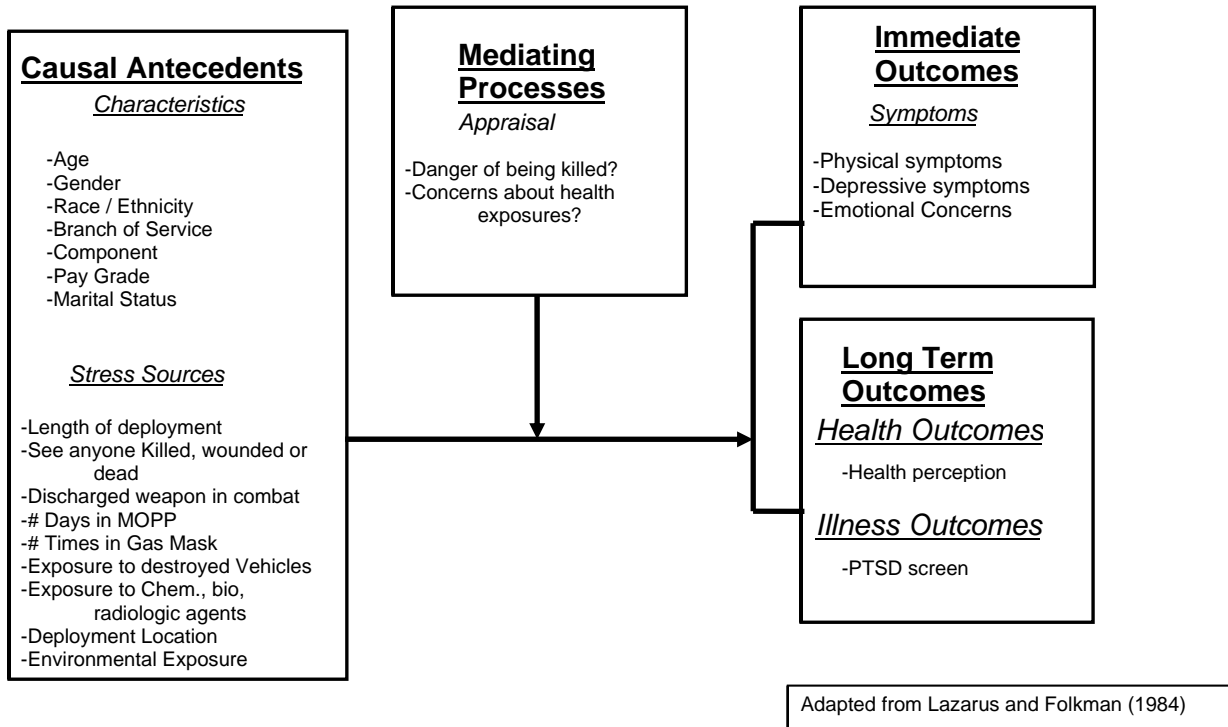 Causal Antecedents
Characteristics
-Age
-Gender
-Race / Ethnicity
-Branch of Service
-Component
-Pay Grade
-Marital Status
Stress Sources
-Length of deployment
-See anyone Killed, wounded or
dead
-Discharged weapon in combat
-# Days in MOPP
-# Times in Gas Mask
-Exposure to destroyed Vehicles
-Exposure to Chem., bio,
radiologic agents
-Deployment Location
-Environmental Exposure
Mediating
Processes
Appraisal
-Danger of being killed?
-Concerns about health
exposures?
Immediate
Outcomes
Symptoms
-Physical symptoms
-Depressive symptoms
-Emotional Concerns
Long Term
Outcomes
Health Outcomes
-Health perception
Illness Outcomes
-PTSD screen
Adapted from Lazarus and Folkman (1984)